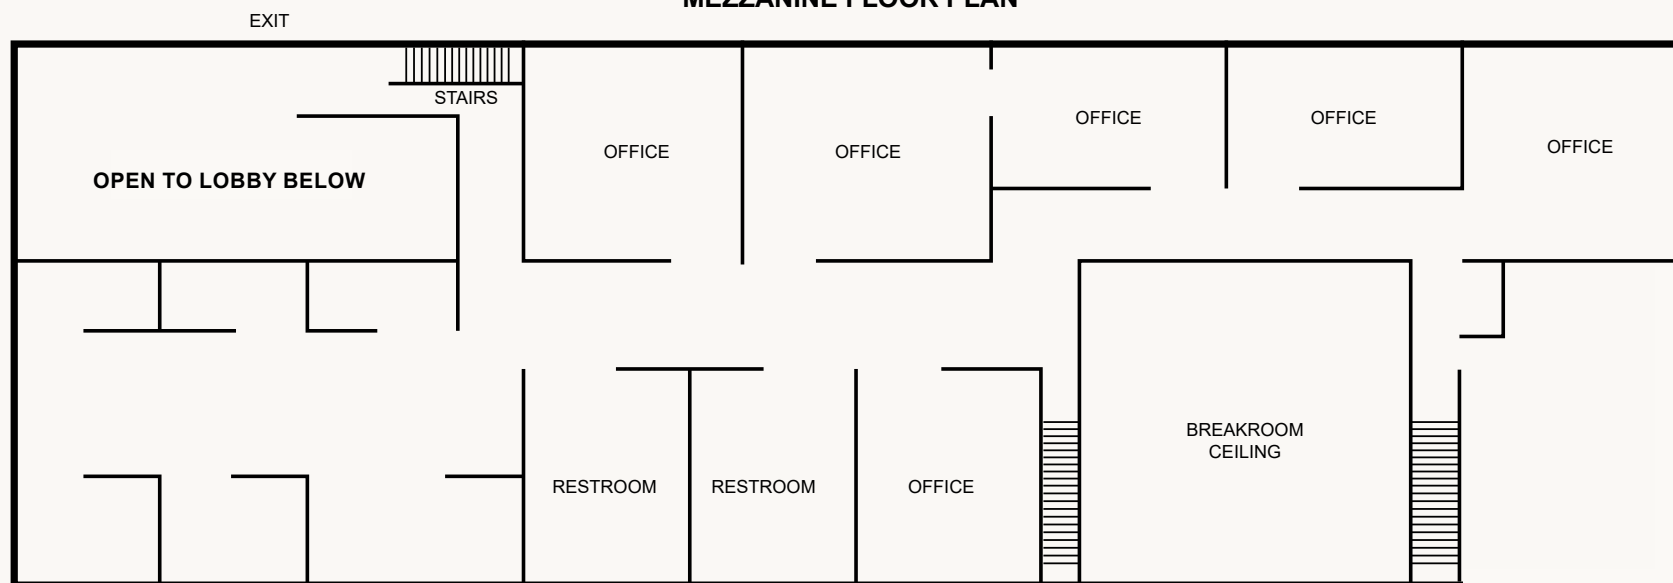 MEZZANINE FLOOR PLAN
EXIT
STAIRS
OFFICE
OFFICE
OFFICE
OFFICE
OFFICE
OPEN TO LOBBY BELOW
BREAKROOM
CEILING
RESTROOM
RESTROOM
OFFICE